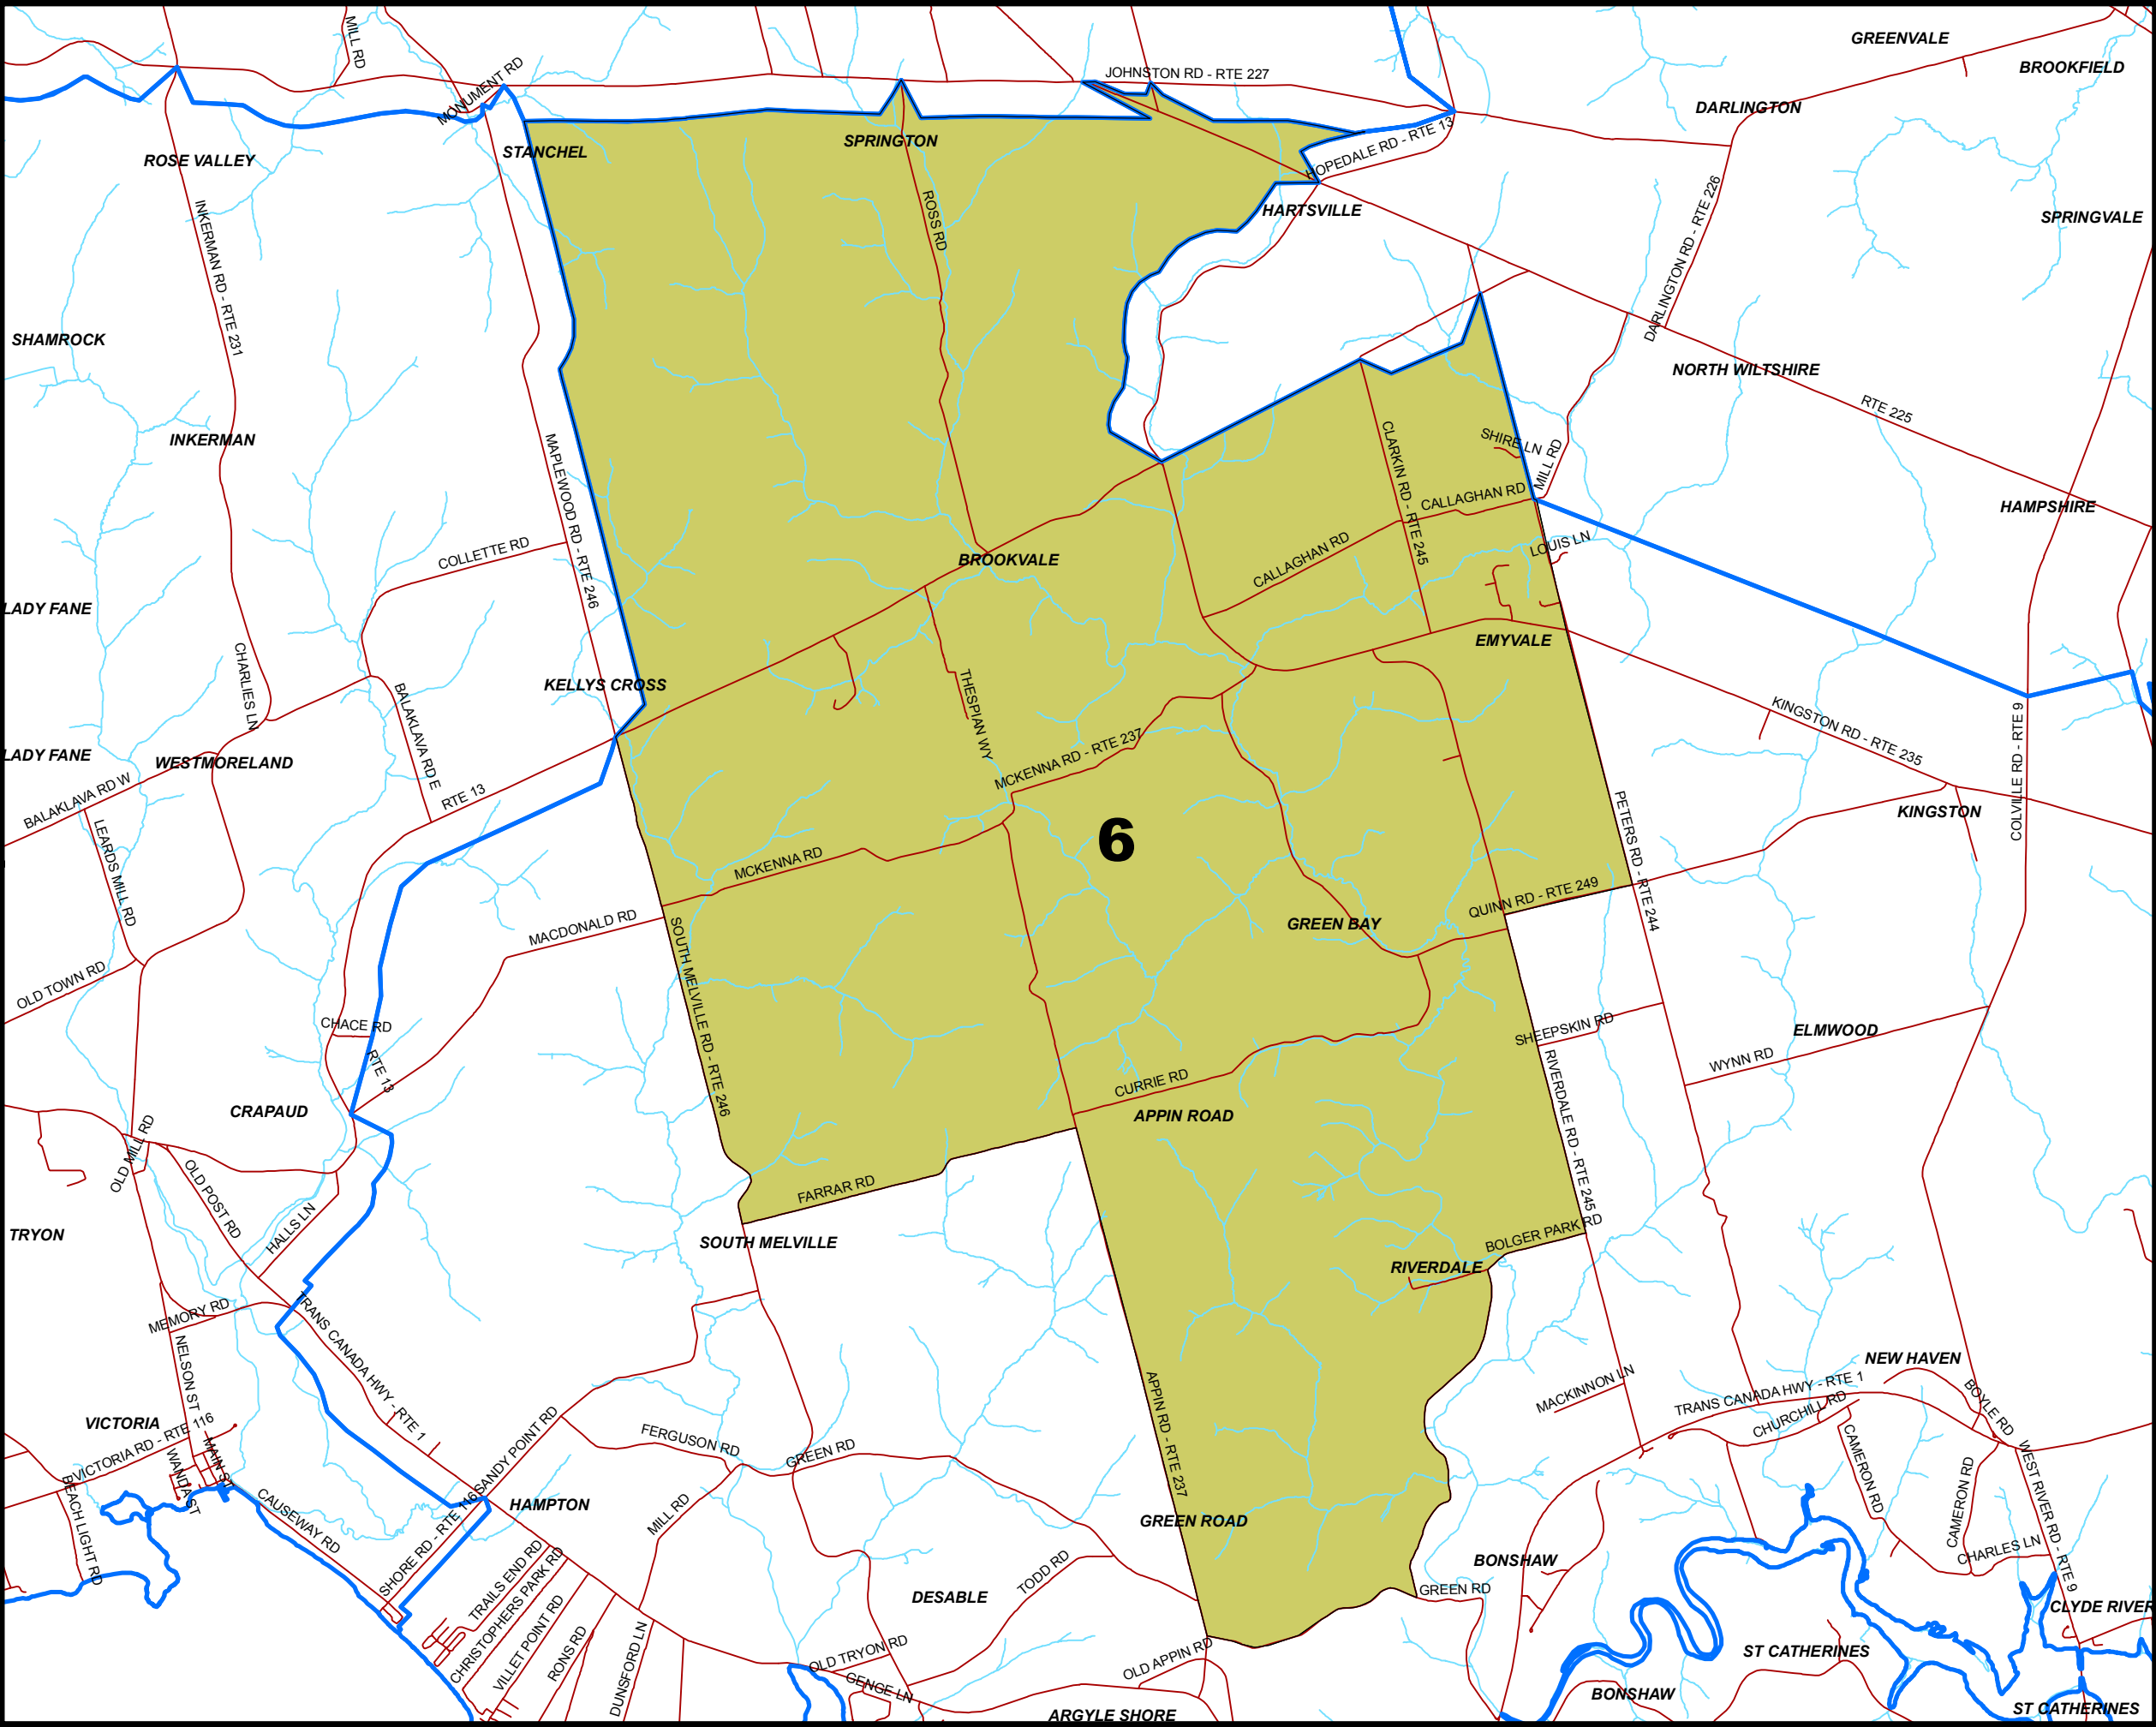 MILL RD
MONUMENT RD
JOHNSTON RD - RTE 227
GREENVALE
BROOKFIELD
DARLINGTON
ROSE VALLEY
STANCHEL
SPRINGTON
HOPEDALE RD - RTE 13
HARTSVILLE
SPRINGVALE
INKERMAN RD - RTE 231
ROSS RD
DARLINGTON RD - RTE 226
SHAMROCK
NORTH WILTSHIRE
RTE 225
INKERMAN
MAPLEWOOD RD - RTE 246
CLARKIN RD - RTE 245
SHIRE LN
MILL RD
CALLAGHAN RD
HAMPSHIRE
COLLETTE RD
BROOKVALE
CALLAGHAN RD
LOUIS LN
LADY FANE
EMYVALE
CHARLIES LN
KELLYS CROSS
BALAKLAVA RD E
THESPIAN WY
KINGSTON RD - RTE 235
LADY FANE
WESTMORELAND
RTE 13
MCKENNA RD - RTE 237
COLVILLE RD - RTE 9
BALAKLAVA RD W
PETERS RD - RTE 244
KINGSTON
LEARDS MILL RD
6
MCKENNA RD
QUINN RD - RTE 249
MACDONALD RD
GREEN BAY
SOUTH MELVILLE RD - RTE 246
OLD TOWN RD
CHACE RD
RTE 13
SHEEPSKIN RD
ELMWOOD
WYNN RD
CURRIE RD
CRAPAUD
APPIN ROAD
RIVERDALE RD - RTE 245
OLD MILL RD
OLD POST RD
FARRAR RD
HALLS LN
TRYON
SOUTH MELVILLE
BOLGER PARK RD
RIVERDALE
MEMORY RD
TRANS CANADA HWY - RTE 1
NELSON ST
APPIN RD - RTE 237
NEW HAVEN
MACKINNON LN
TRANS CANADA HWY - RTE 1
CHURCHILL RD
BOYLE RD
VICTORIA
VICTORIA RD - RTE 116
WANDA ST
MAIN ST
SANDY POINT RD
FERGUSON RD
GREEN RD
CAMERON RD
CAMERON RD
WEST RIVER RD - RTE 9
BEACH LIGHT RD
CAUSEWAY RD
SHORE RD - RTE 116
HAMPTON
MILL RD
GREEN ROAD
TRAILS END RD
CHRISTOPHERS PARK RD
VILLET POINT RD
RONS RD
DUNSFORD LN
DESABLE
TODD RD
BONSHAW
GREEN RD
CHARLES LN
CLYDE RIVER
OLD TRYON RD
GENGE LN
OLD APPIN RD
ST CATHERINES
BONSHAW
ARGYLE SHORE
ST CATHERINES